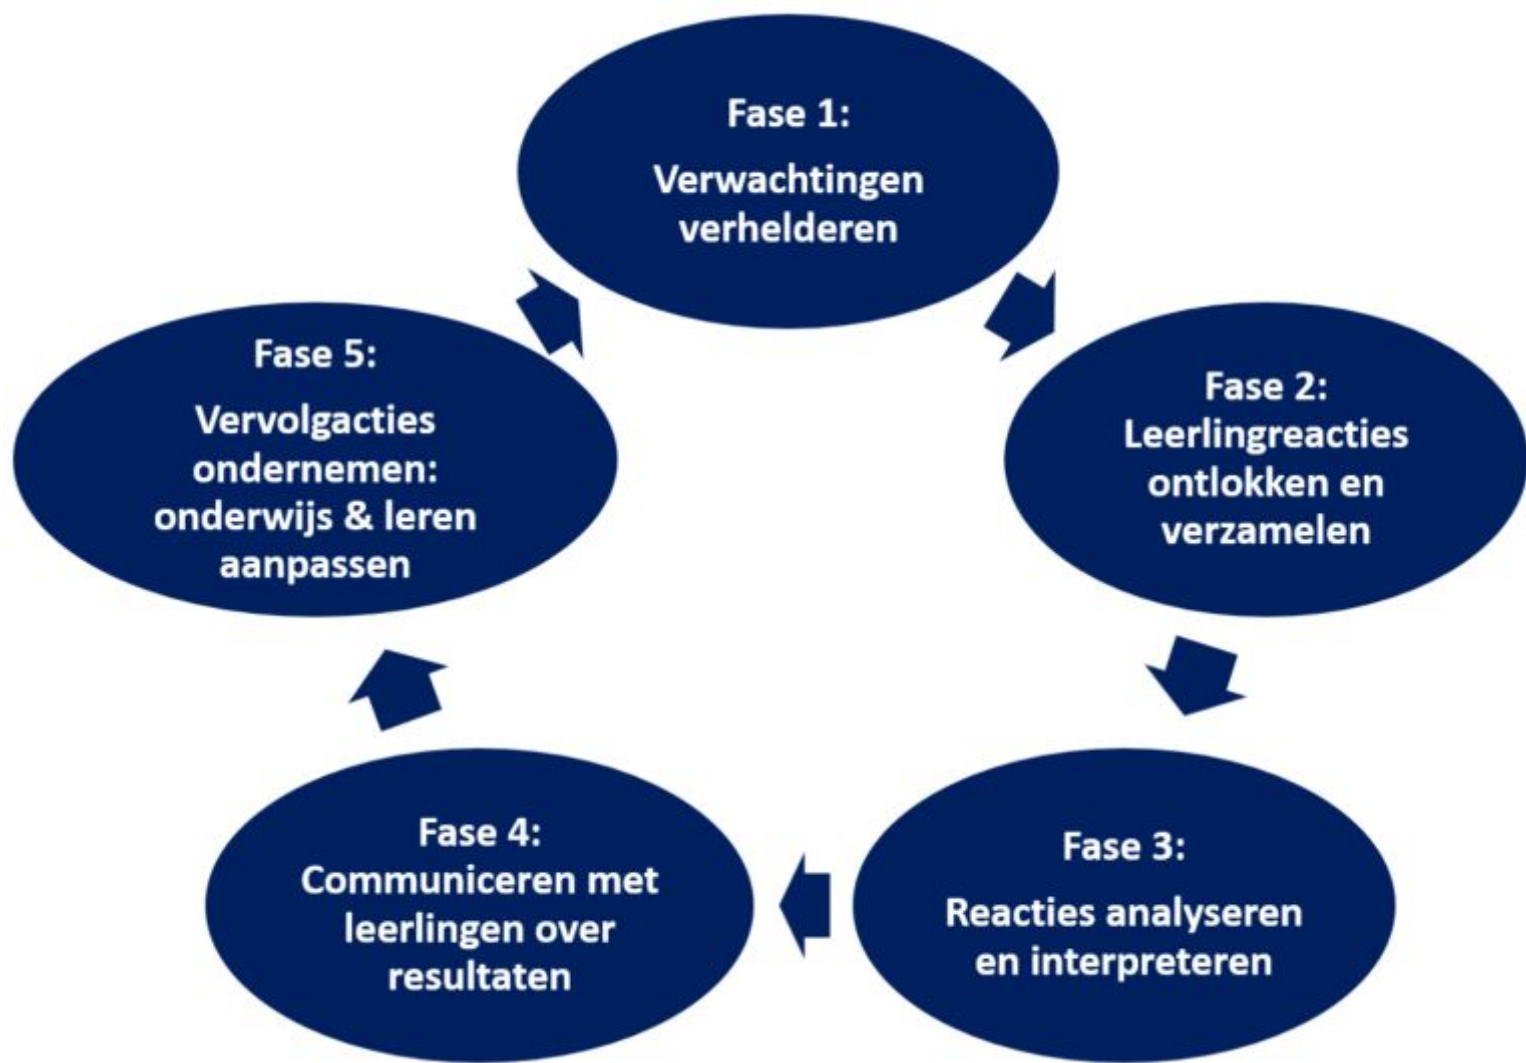 Fase 1:
Verwachtingen
verhelderen
Fase 2:
Leerlingreacties
ontlokken en
verzamelen
Fase 3:
Reacties analyseren
en interpreteren
Fase 4:
Communiceren met
leerlingen over
resultaten
Fase 5:
Vervolgacties
ondernemen:
onderwijs & leren
aanpassen